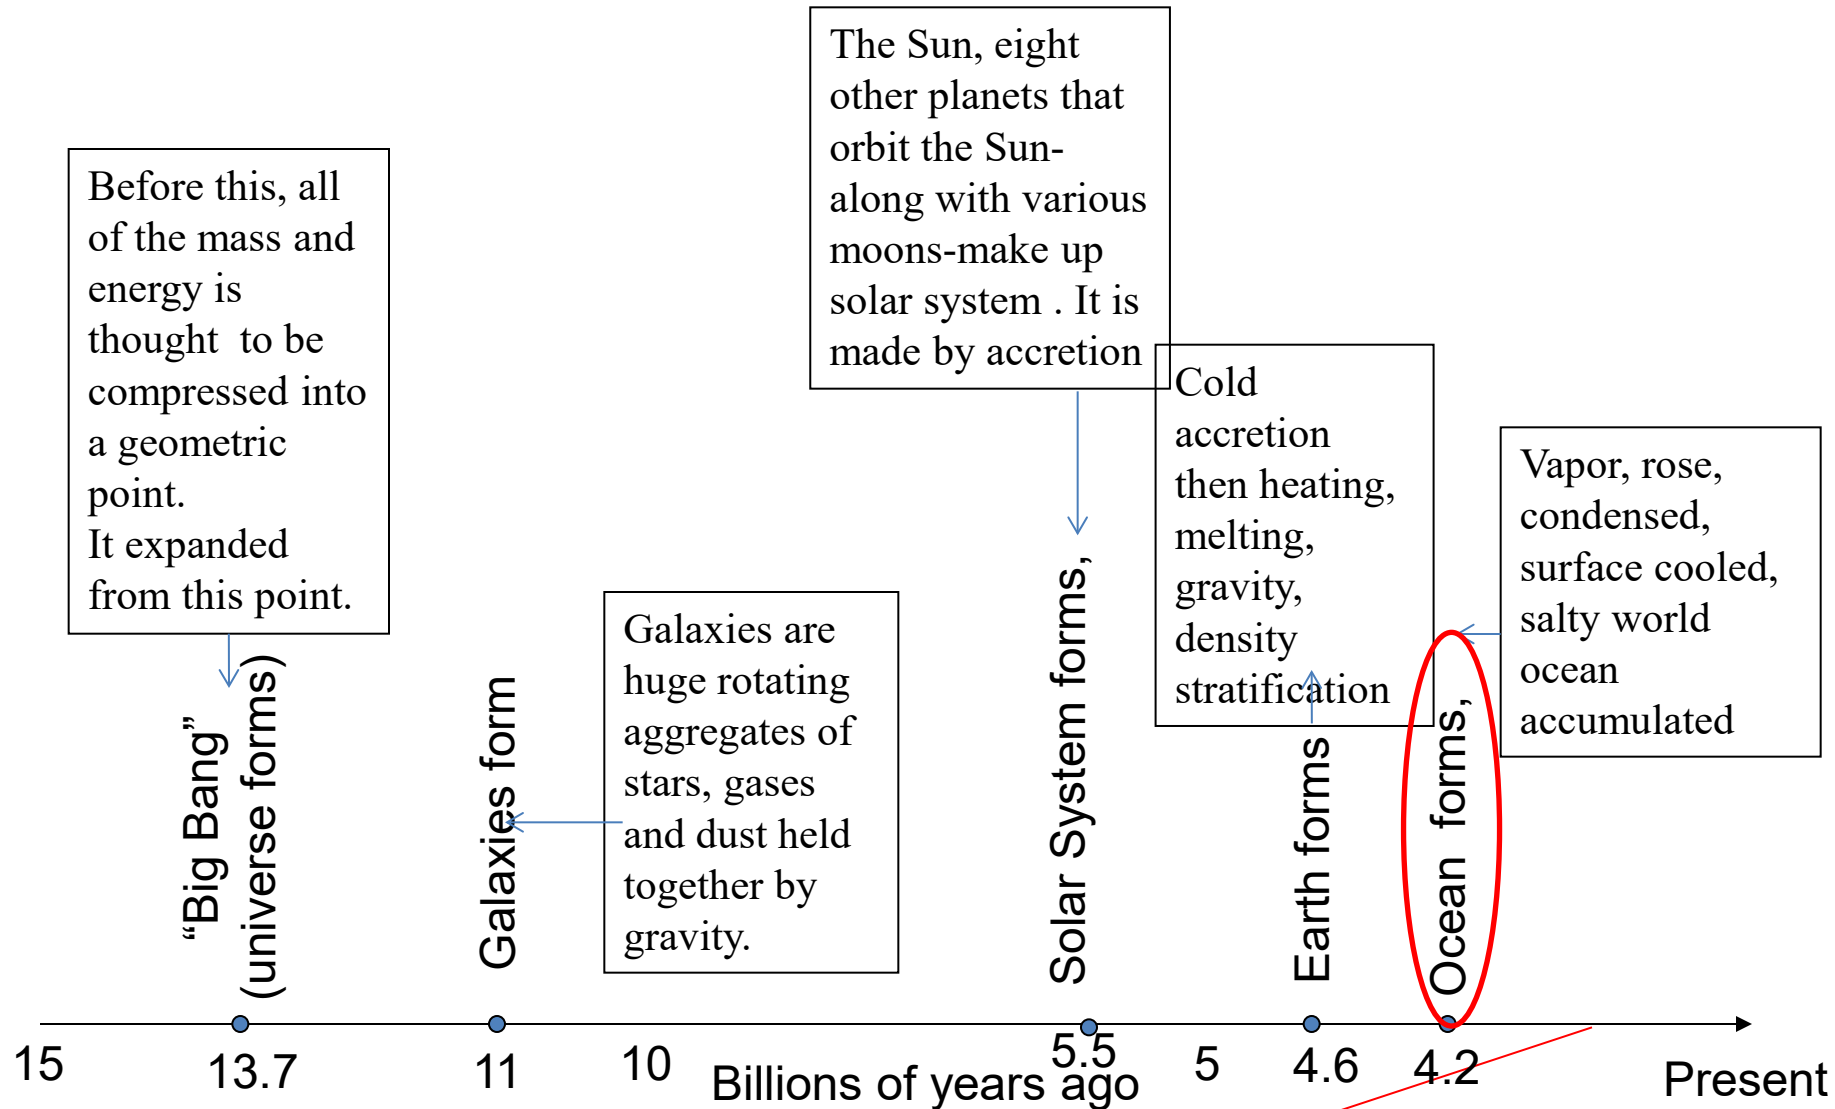 The Sun, eight
other planets that
orbit the Sun-
along with various
moons-make up
solar system . It is
made by accretion
Before this, all
of the mass and
energy is
thought  to be
compressed into
a geometric
point.
It expanded
from this point.
Cold
accretion
then heating,
melting,
gravity,
density
stratification
Vapor, rose,
condensed,
surface cooled,
salty world
ocean
accumulated
Galaxies are
huge rotating
aggregates of
stars, gases
and dust held
together by
gravity.
“Big Bang”
(universe forms)
Galaxies form
Solar System forms,
Earth forms
Ocean  forms,
15
13.7
11
10
5.5
5
4.6
4.2
Billions of years ago
Present